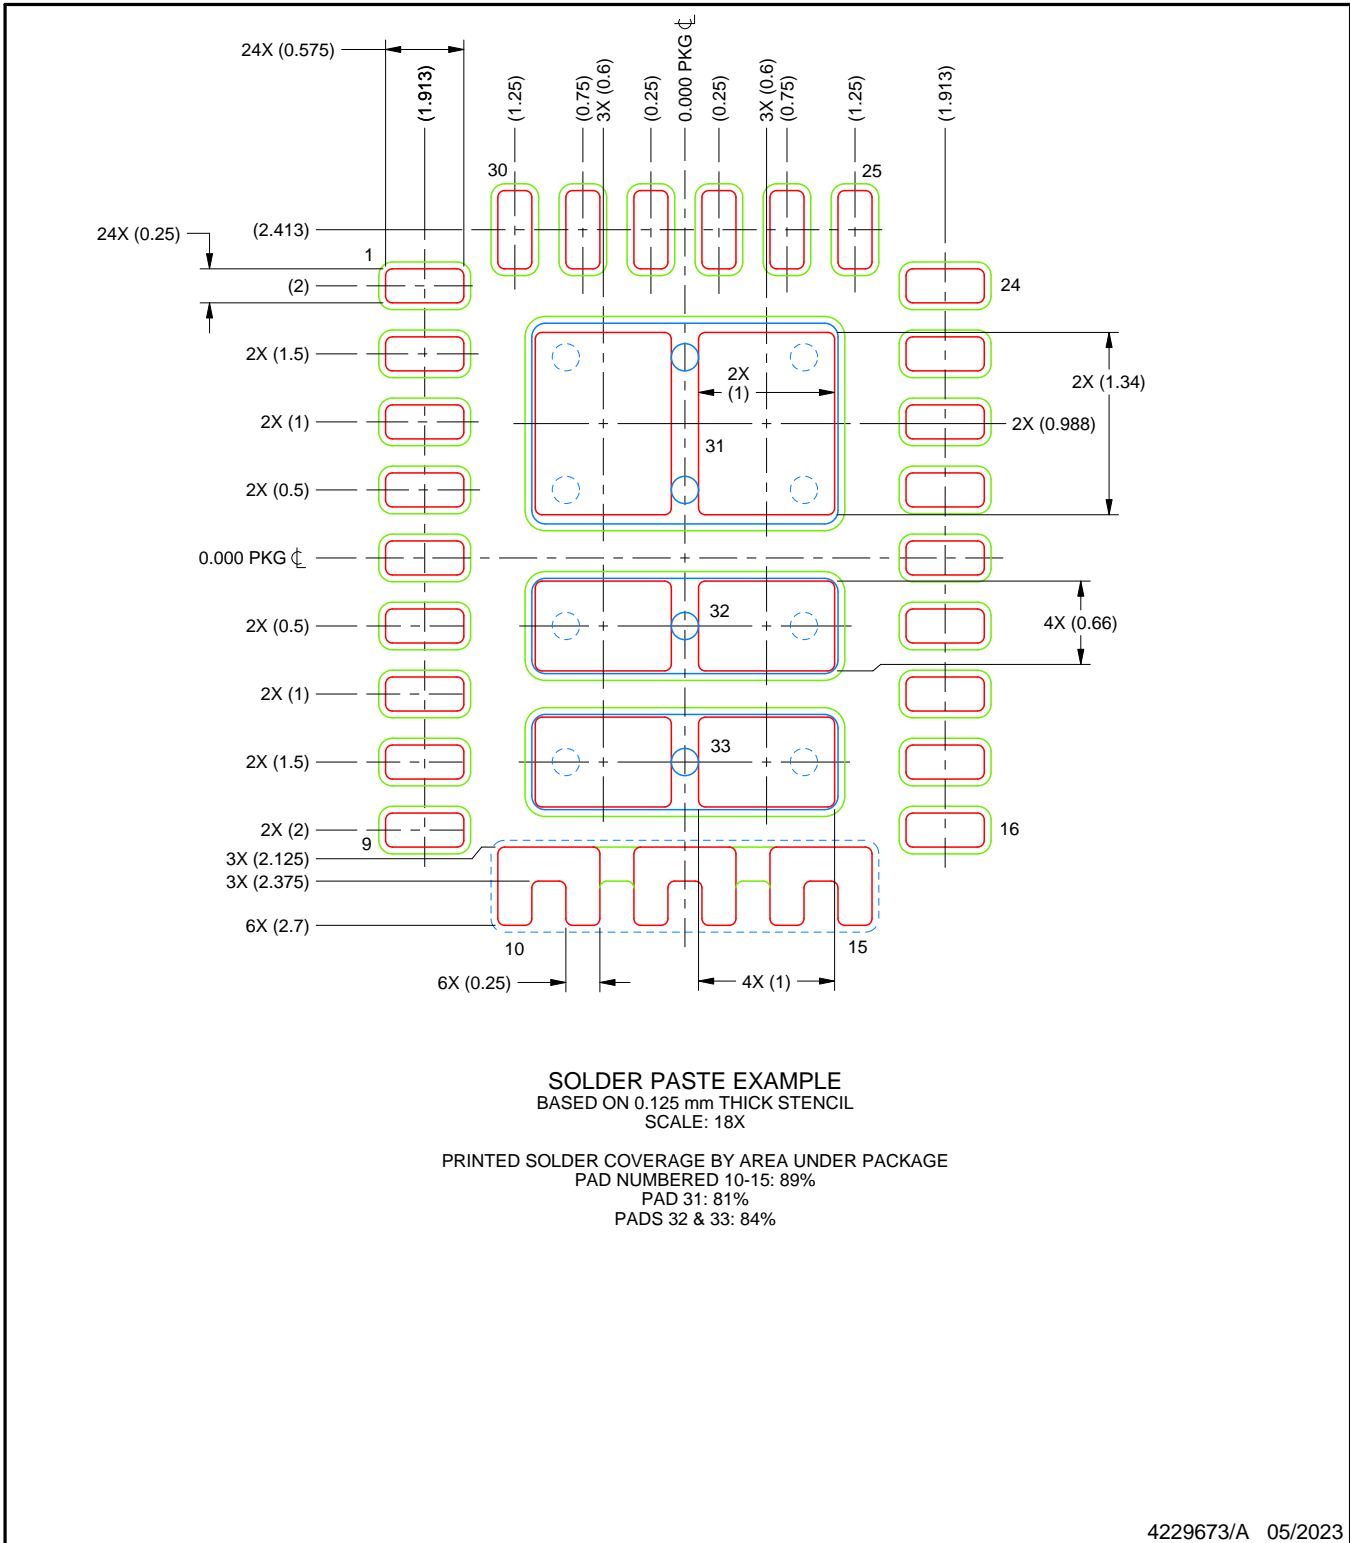 24X (0.575)
(1.913)
(1.25)
(0.75)
3X (0.6)
(0.25)
0.000 PKG ℄
(0.25)
3X (0.6)
(0.75)
(1.25)
(1.913)
30
25
(2.413)
24X (0.25)
1
(2)
24
2X (1.5)
2X
(1)
2X (1.34)
2X (1)
2X (0.988)
31
2X (0.5)
0.000 PKG ℄
32
2X (0.5)
4X (0.66)
2X (1)
33
2X (1.5)
2X (2)
9
16
3X (2.125)
3X (2.375)
6X (2.7)
10
15
6X (0.25)
4X (1)
SOLDER PASTE EXAMPLE
BASED ON 0.125 mm THICK STENCIL
SCALE: 18X
PRINTED SOLDER COVERAGE BY AREA UNDER PACKAGE
PAD NUMBERED 10-15: 89%
PAD 31: 81%
PADS 32 & 33: 84%
4229673/A 05/2023